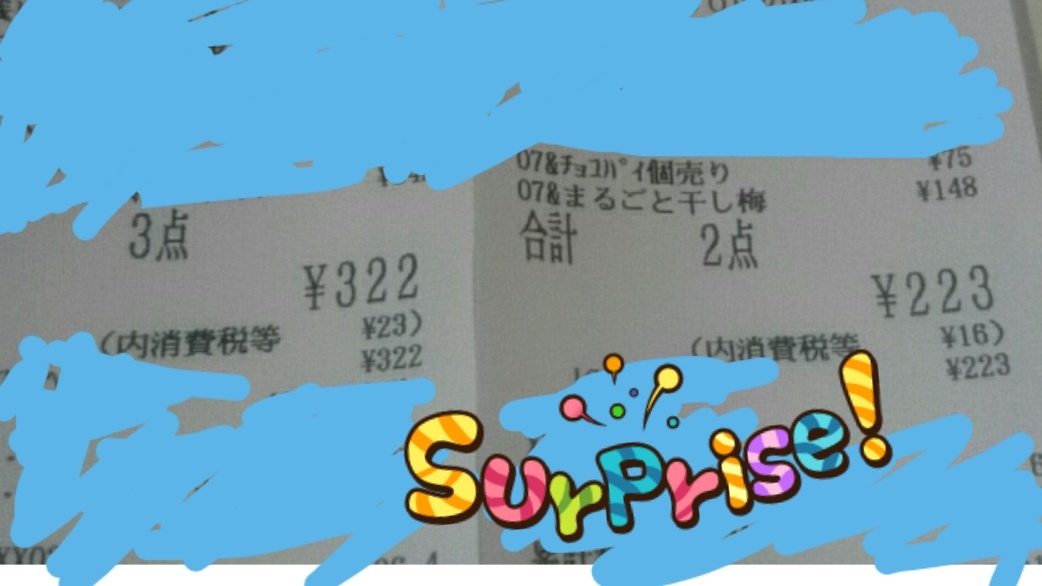 3点
¥322
(内消費税等 ¥23)
¥322
07&チョコパイ個売り ¥75
07&まるごと干し梅 ¥148
合計 2点
¥223
(内消費税等 ¥16)
¥223
Surprise!